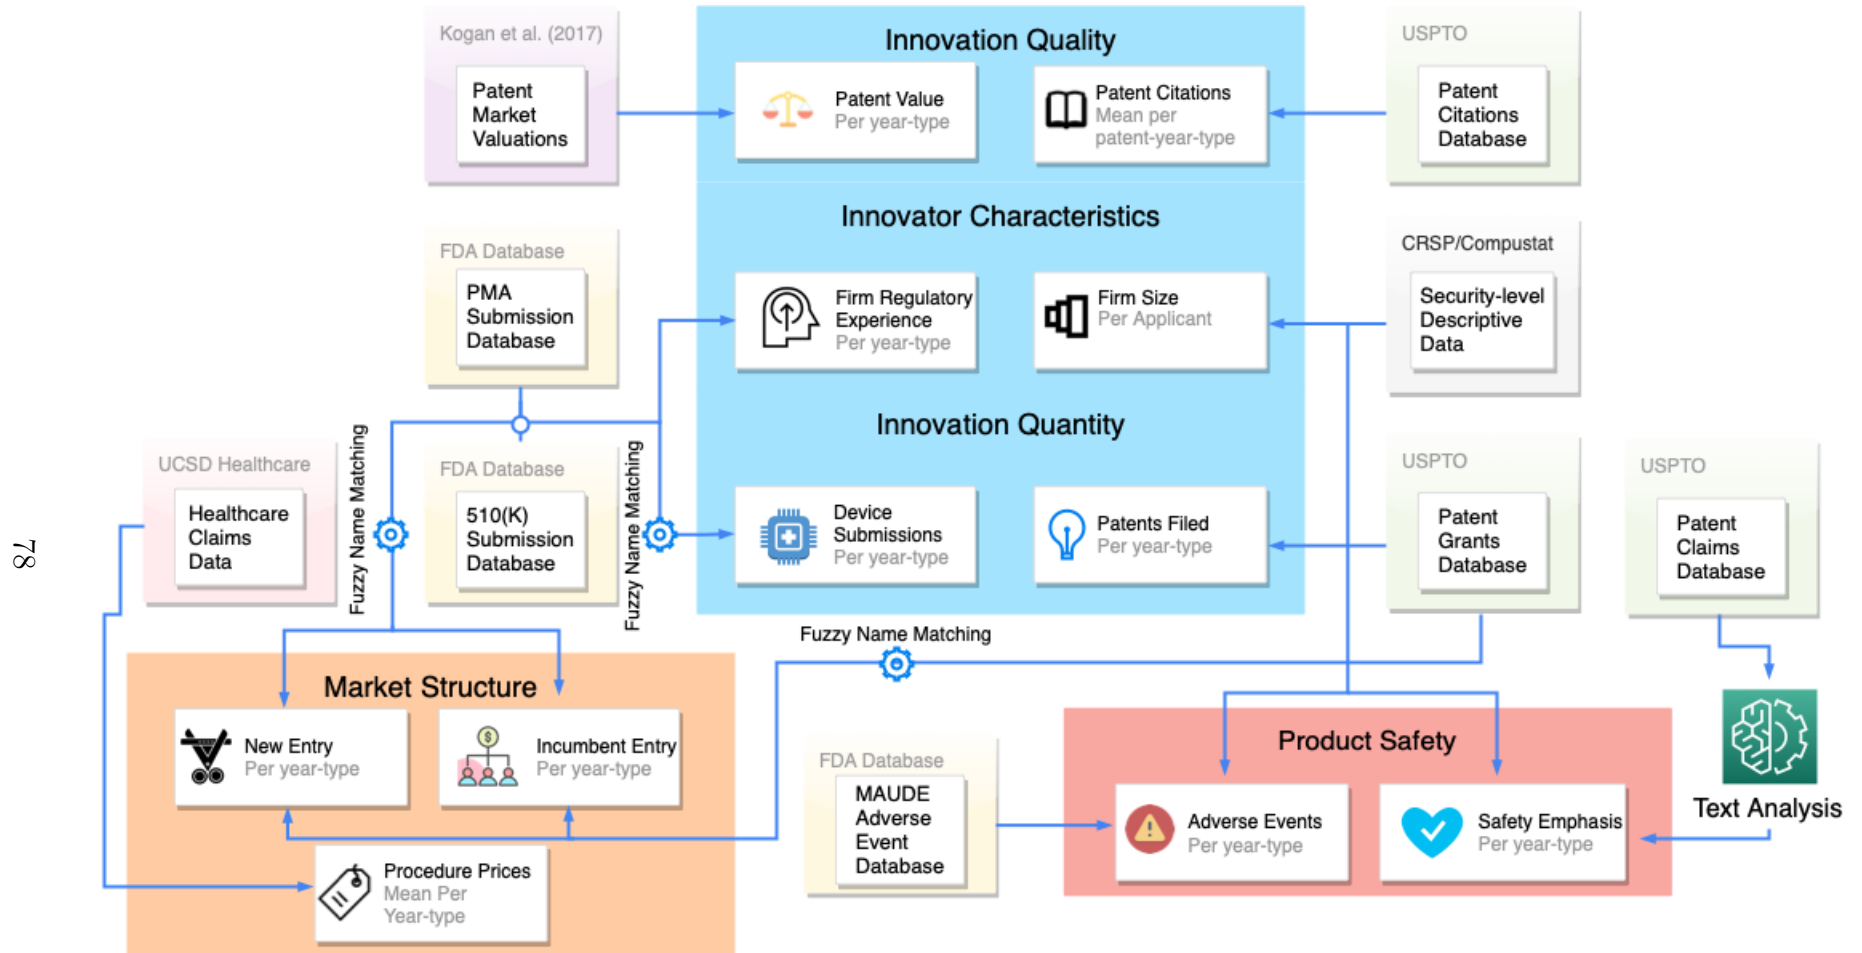 Kogan et al. (2017)
Patent
Market
Valuations
Innovation Quality
Patent Value
Per year-type
Patent Citations
Mean per
patent-year-type
USPTO
Patent
Citations
Database
Innovator Characteristics
FDA Database
PMA
Submission
Database
Firm Regulatory
Experience
Per year-type
Firm Size
Per Applicant
CRSP/Compustat
Security-level
Descriptive
Data
Innovation Quantity
UCSD Healthcare
Healthcare
Claims
Data
Fuzzy Name Matching
FDA Database
510(K)
Submission
Database
Fuzzy Name Matching
Device
Submissions
Per year-type
Patents Filed
Per year-type
USPTO
Patent
Grants
Database
USPTO
Patent
Claims
Database
78
Fuzzy Name Matching
Market Structure
New Entry
Per year-type
Incumbent Entry
Per year-type
Procedure Prices
Mean Per
Year-type
FDA Database
MAUDE
Adverse
Event
Database
Product Safety
Adverse Events
Per year-type
Safety Emphasis
Per year-type
Text Analysis